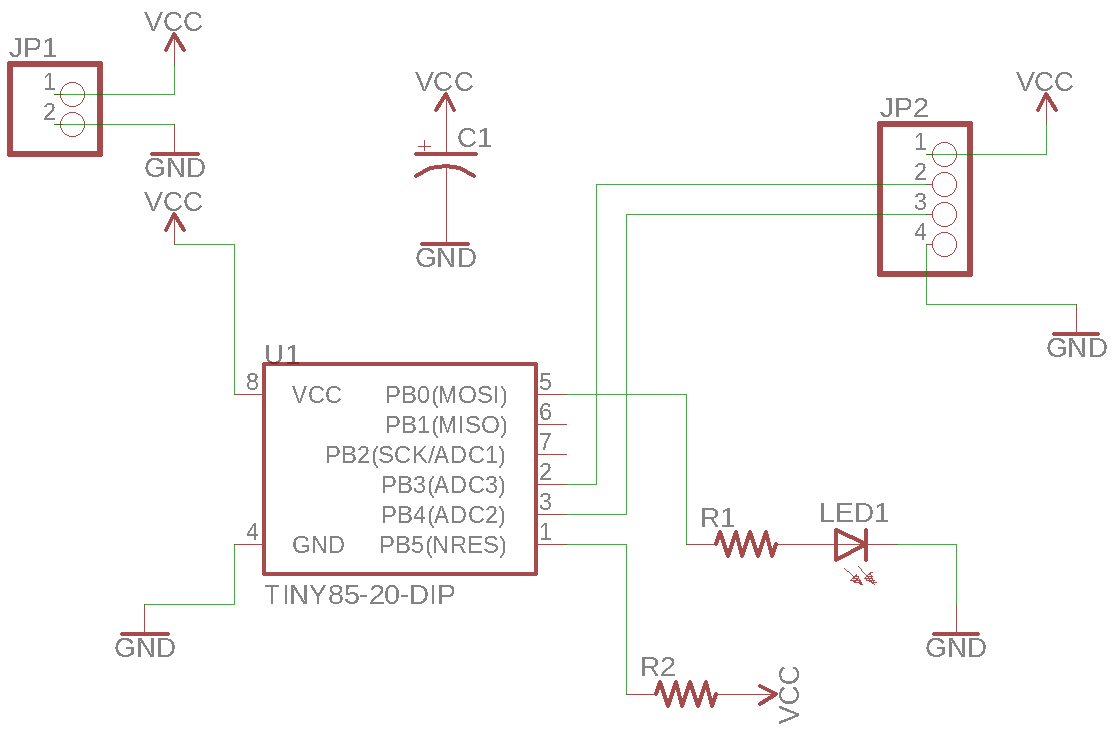 VCC
JP1
1
2
GND
VCC
VCC
+ C1
GND
VCC
JP2
1
2
3
4
GND
U1
8 VCC PB0(MOSI) 5
PB1(MISO) 6
PB2(SCK/ADC1) 7
PB3(ADC3) 2
PB4(ADC2) 3
4 GND PB5(NRES) 1
TINY85-20-DIP
GND
R1
LED1
GND
R2
VCC